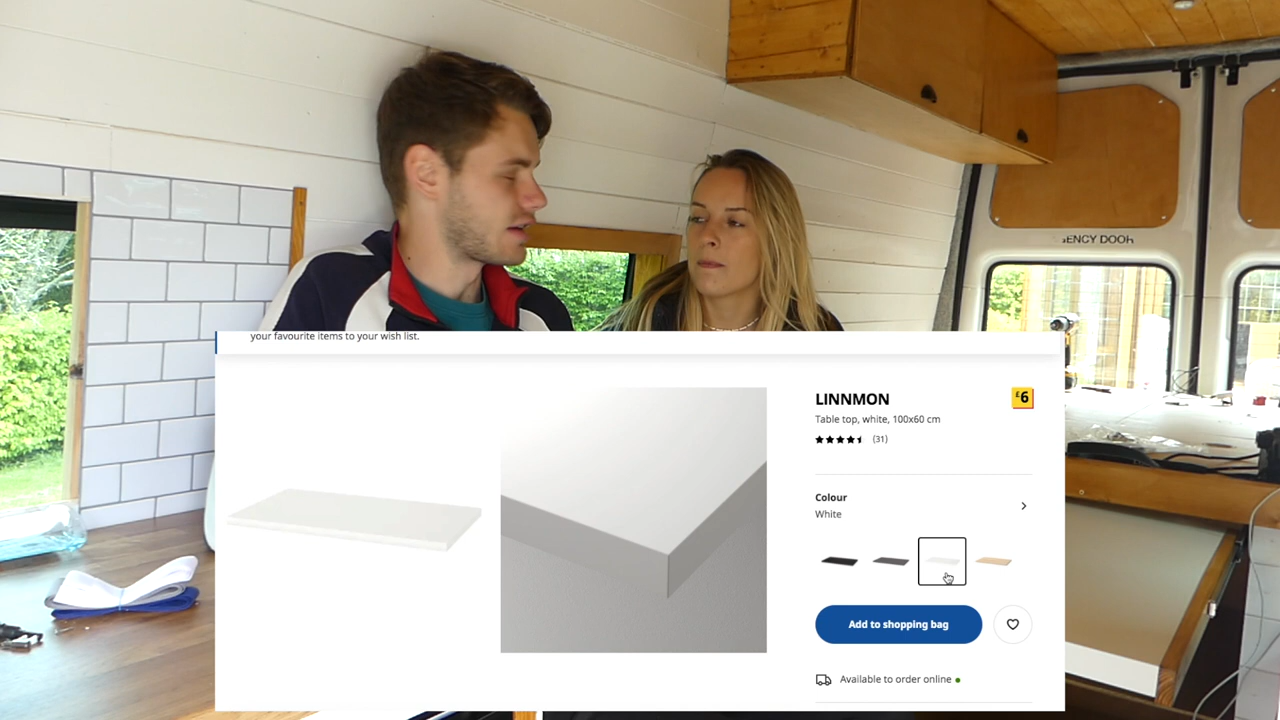 ENCY DOOR
your favourite items to your wish list.
LINNMON
£6
Table top, white, 100x60 cm
(31)
Colour
White
Add to shopping bag
Available to order online